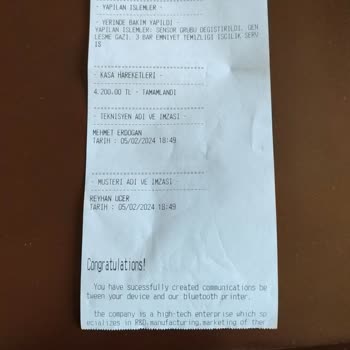 - YAPILAN ISLEMLER -
- YERINDE BAKIM YAPILDI -
YAPILAN ISLEMLER: SENSOR GRUBU DEGISTIRILDI, GEN
LESME GAZI, 3 BAR EMNIYET TEMIZLIGI ISCILIK SERV
IS
- KASA HAREKETLERI -
4.200.00 TL - TAMAMLANDI
- TEKNISYEN ADI VE IMZASI -
MEHMET ERDOGAN
TARIH : 05/02/2024 18:49
- MUSTERI ADI VE IMZASI -
REYHAN UCER
TARIH : 05/02/2024 18:49
Congratulations!
You have sucessfully created communications be
tween your device and our bluetooth printer.
the company is a high-tech enterprise which sp
ecializes in R&D, manufacturing, marketing of ther